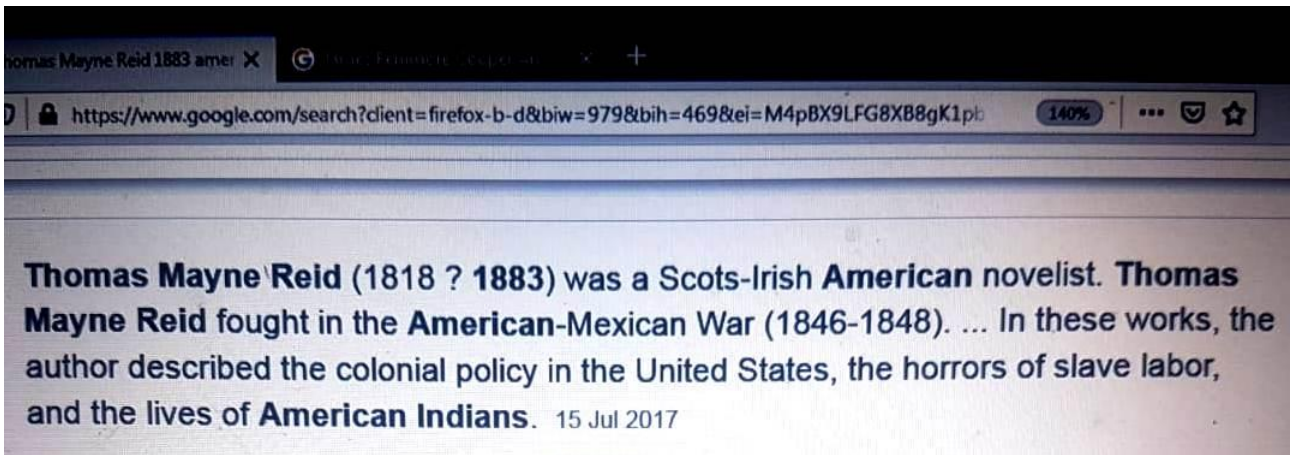 homas Mayne Reid 1883 amer
https://www.google.com/search?client=firefox-b-d&biw=979&bih=469&ei=M4pBX9LFG8XB8gK1pb
140%
Thomas Mayne Reid (1818 ? 1883) was a Scots-Irish American novelist. Thomas
Mayne Reid fought in the American-Mexican War (1846-1848). ... In these works, the
author described the colonial policy in the United States, the horrors of slave labor,
and the lives of American Indians. 15 Jul 2017